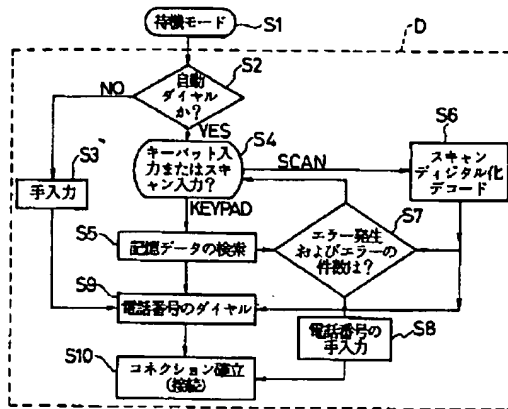 待機モード
S1
D
自動
ダイヤル
か?
S2
NO
YES
S3
手入力
S4
キーパット入
力またはスキ
ャン入力?
SCAN
KEYPAD
S6
スキャン
ディジタル化
デコード
S5
記憶データの検索
S7
エラー発生
およびエラーの
件数は?
S9
電話番号のダイヤル
電話番号の
手入力
S8
S10
コネクション確立
(接続)